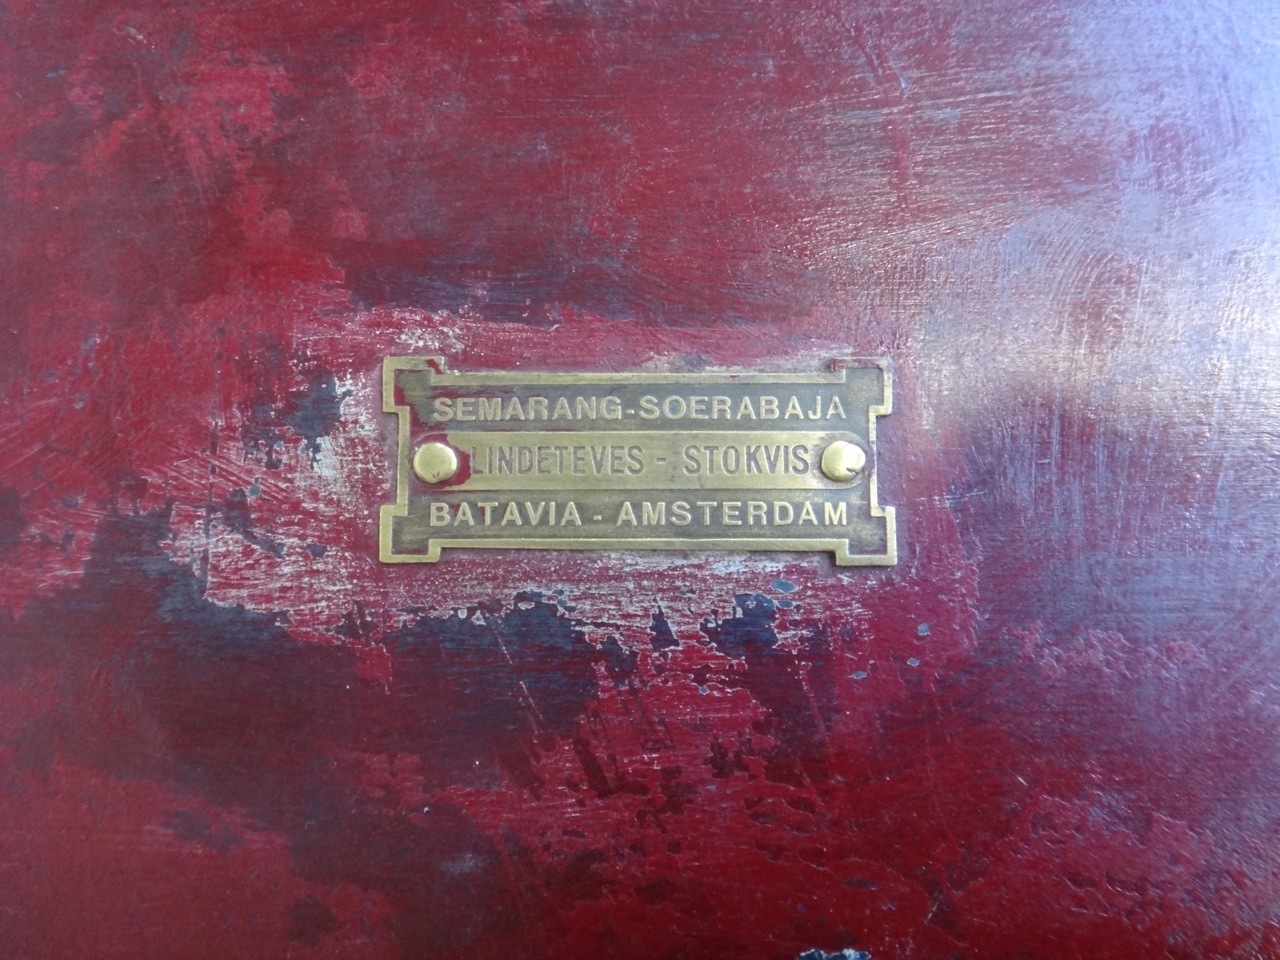 SEMARANG-SOERABAJA
LINDETEVES - STOKVIS
BATAVIA - AMSTERDAM